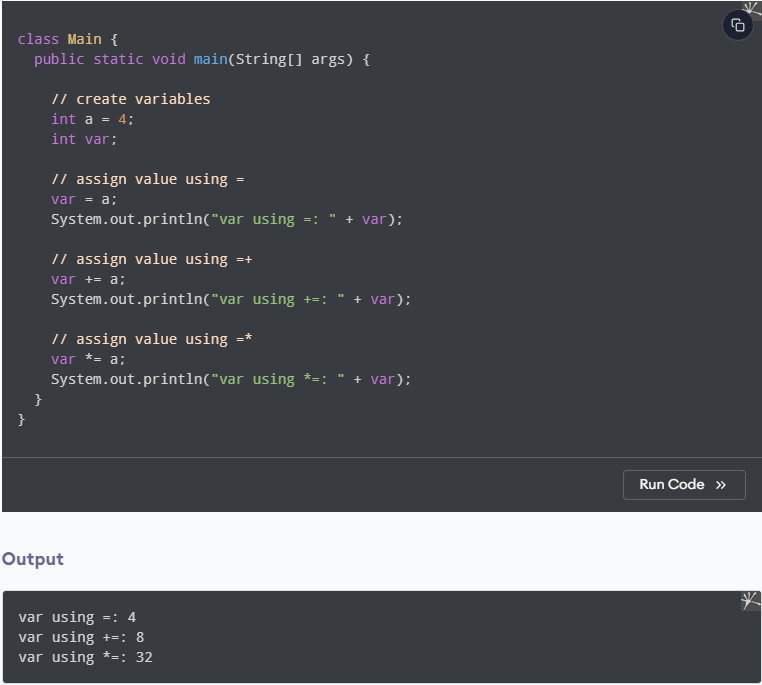 class Main {
  public static void main(String[] args) {

    // create variables
    int a = 4;
    int var;

    // assign value using =
    var = a;
    System.out.println("var using =: " + var);

    // assign value using =+
    var += a;
    System.out.println("var using +=: " + var);

    // assign value using =*
    var *= a;
    System.out.println("var using *=: " + var);
  }
}
Run Code »
Output
var using =: 4
var using +=: 8
var using *=: 32